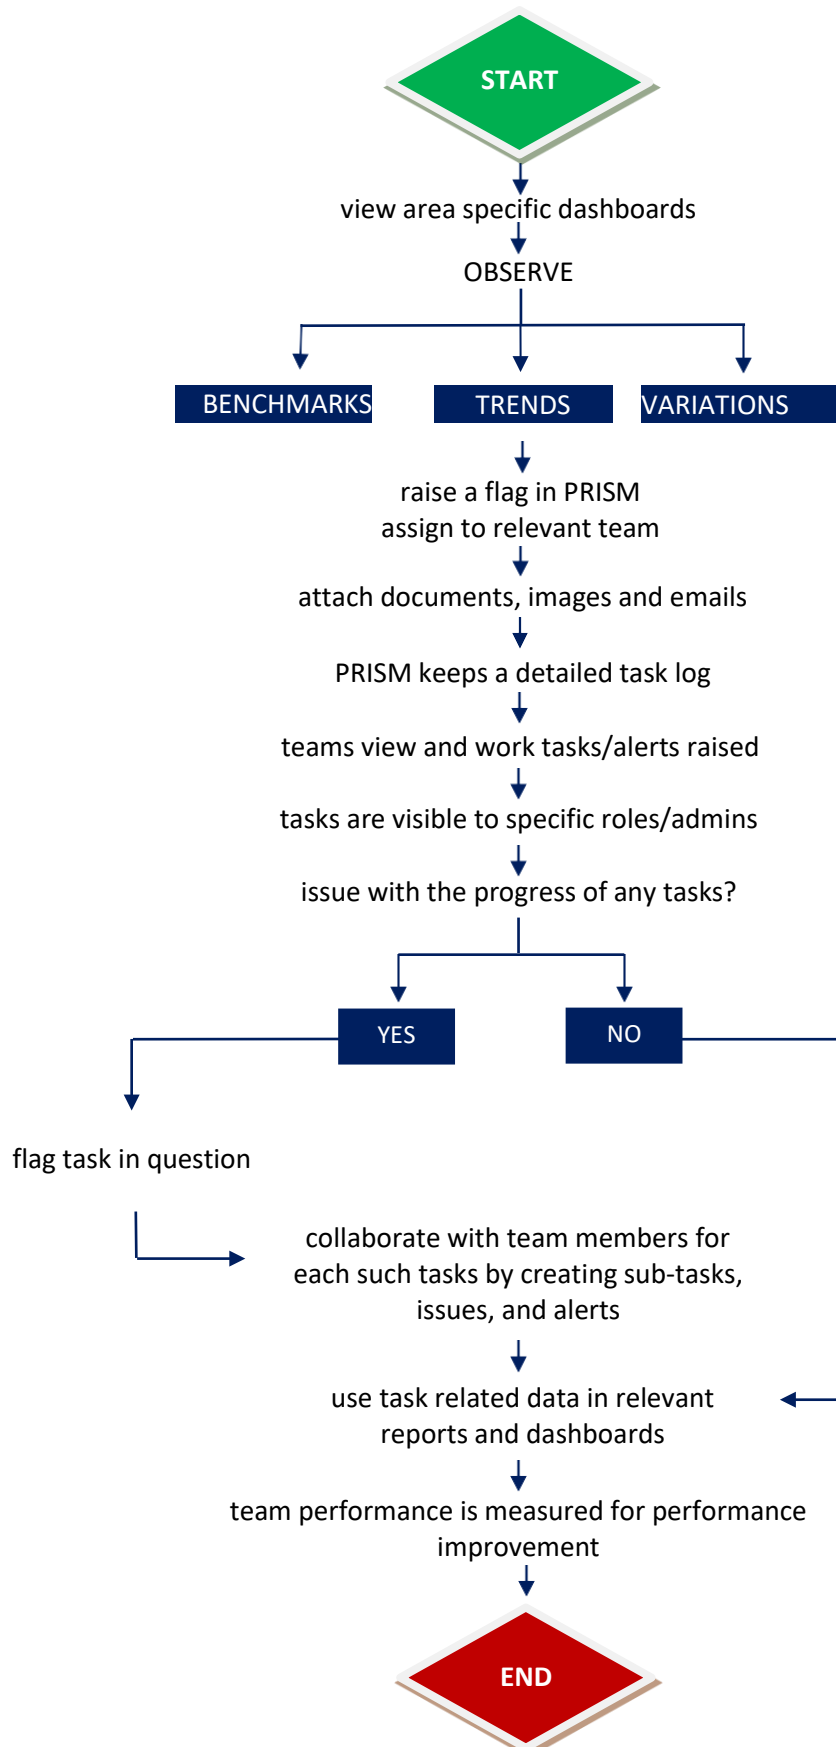 START
view area specific dashboards
OBSERVE
BENCHMARKS
TRENDS
VARIATIONS
raise a flag in PRISM
assign to relevant team
attach documents, images and emails
PRISM keeps a detailed task log
teams view and work tasks/alerts raised
tasks are visible to specific roles/admins
issue with the progress of any tasks?
YES
NO
flag task in question
collaborate with team members for
each such tasks by creating sub-tasks,
issues, and alerts
use task related data in relevant
reports and dashboards
team performance is measured for performance
improvement
END